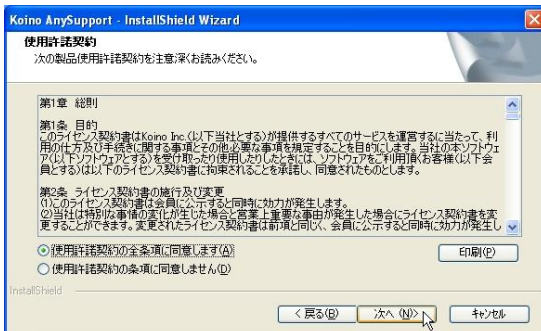 Koino AnySupport - InstallShield Wizard
使用許諾契約
次の製品使用許諾契約を注意深くお読みください。
第1章 総則
第1条 目的
このライセンス契約書はKoino Inc.(以下当社とする)が提供するすべてのサービスを運営するに当たって、利
用の仕方及び手続きに関する事項とその他必要な事項を規定することを目的にします。当社の本ソフトウェ
ア(以下ソフトウェアとする)を受け取ったり使用したりしたときには、ソフトウェアをご利用頂くお客様(以下会
員とする)は以下のライセンス契約書に拘束されることを承諾し、同意されたものとします。
第2条 ライセンス契約書の施行及び変更
(1)このライセンス契約書は会員に公示すると同時に効力が発生します。
(2)当社は特別な事情の変化が生じた場合と営業上重要な事由が発生した場合にライセンス契約書を変
更することができます。変更されたライセンス契約書は前項と同じく、会員に公示すると同時に効力が発生し
使用許諾契約の全条項に同意します(A)
印刷(P)
使用許諾契約の条項に同意しません(D)
InstallShield
< 戻る(B)
次へ (N)>
キャンセル